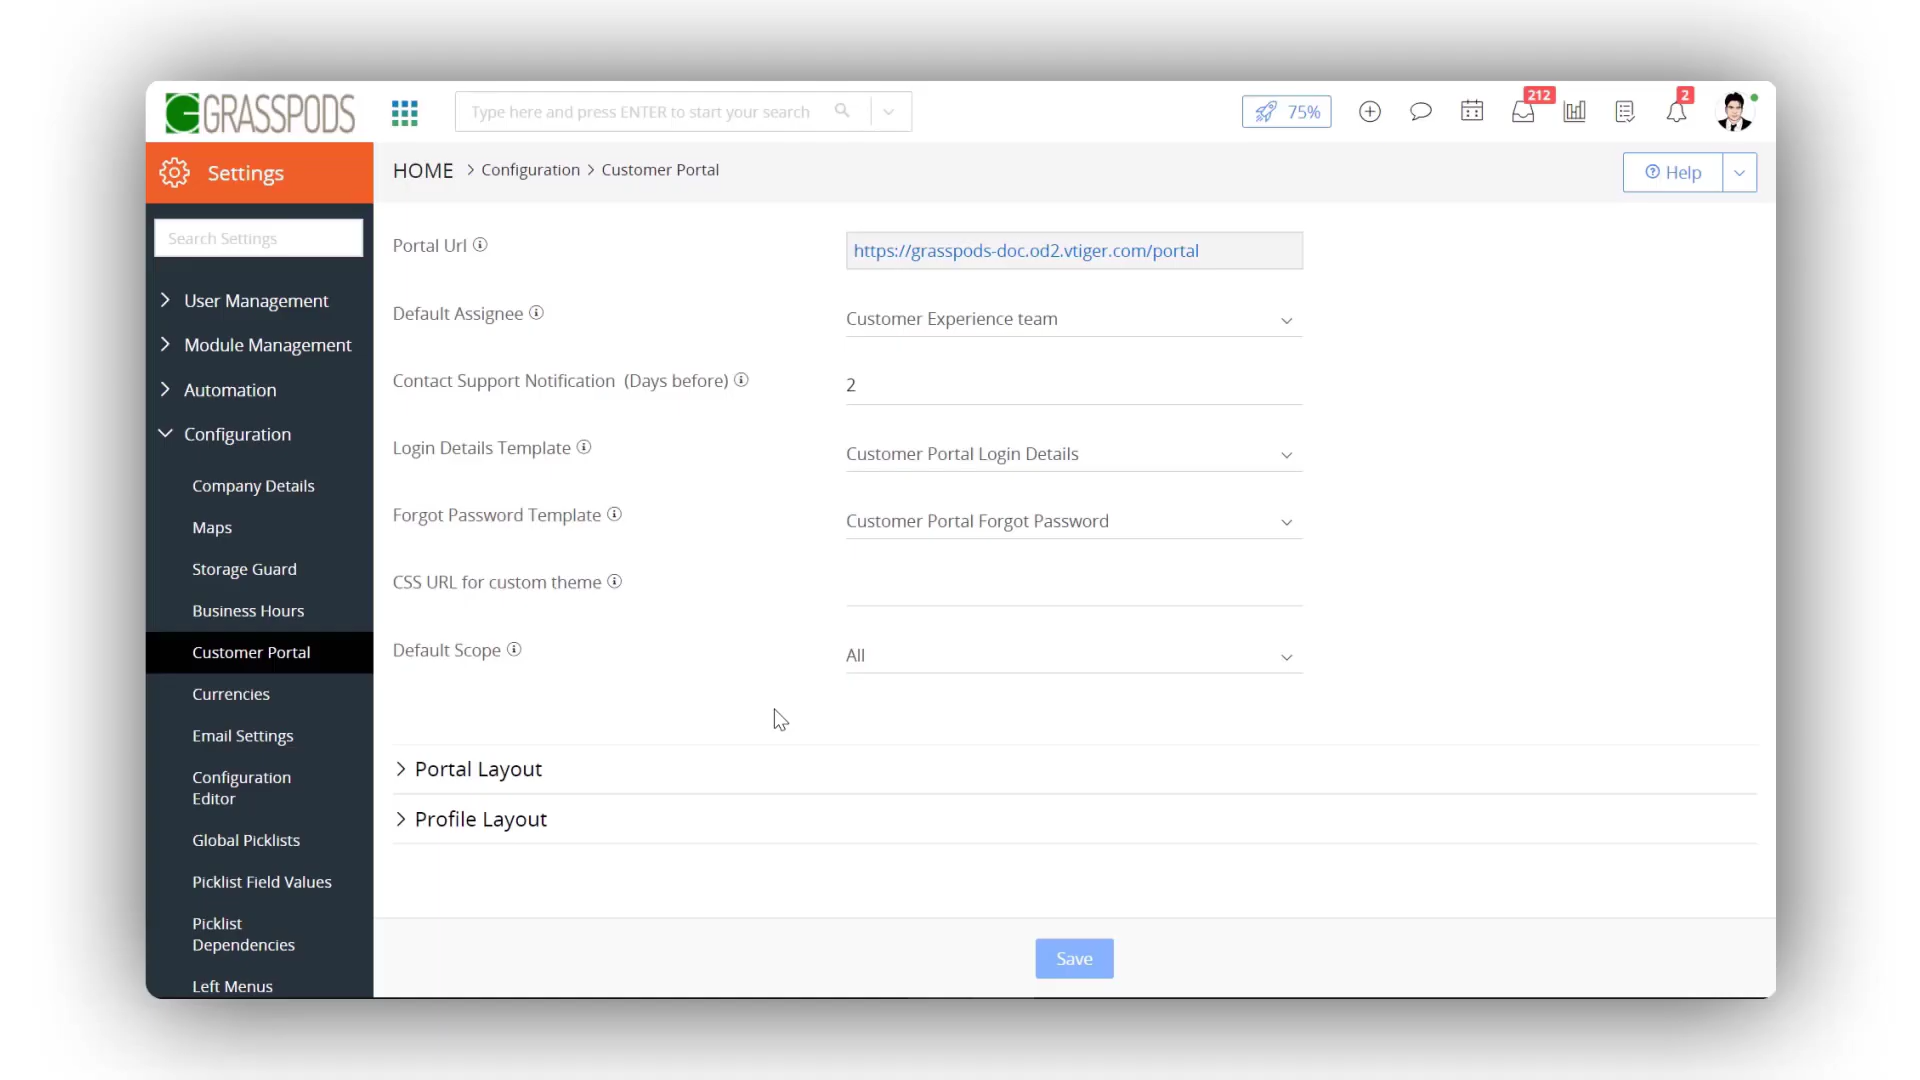 GRASSPODS
Type here and press ENTER to start your search
75%
212
2
Settings
HOME > Configuration > Customer Portal
Help
Search Settings
User Management
Module Management
Automation
Configuration
Company Details
Maps
Storage Guard
Business Hours
Customer Portal
Currencies
Email Settings
Configuration
Editor
Global Picklists
Picklist Field Values
Picklist
Dependencies
Left Menus
Portal Url
https://grasspods-doc.od2.vtiger.com/portal
Default Assignee
Customer Experience team
Contact Support Notification (Days before)
2
Login Details Template
Customer Portal Login Details
Forgot Password Template
Customer Portal Forgot Password
CSS URL for custom theme
Default Scope
All
Portal Layout
Profile Layout
Save